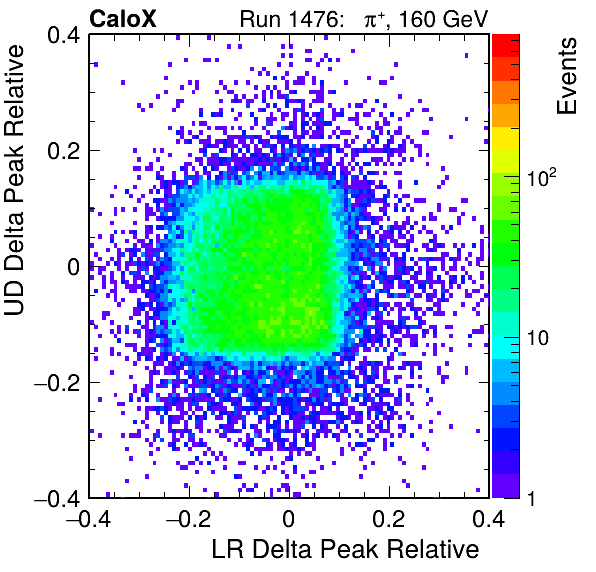 CaloX Run 1476: π⁺, 160 GeV
0.4
0.2
0
−0.2
−0.4
−0.4 −0.2 0 0.2 0.4
UD Delta Peak Relative
LR Delta Peak Relative
10²
10
1
Events